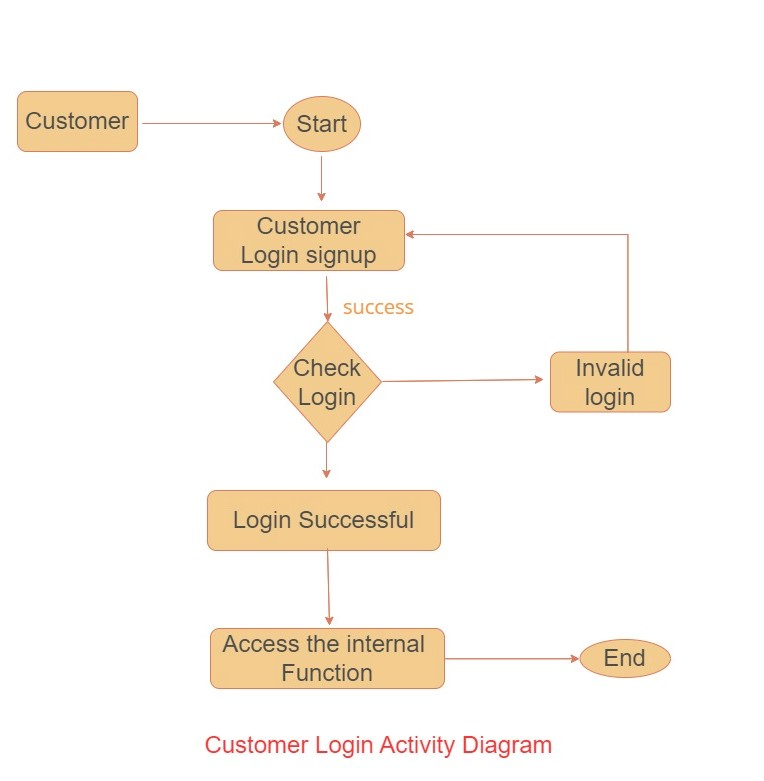 Customer
Start
Customer
Login signup
success
Check
Login
Invalid
login
Login Successful
Access the internal
Function
End
Customer Login Activity Diagram